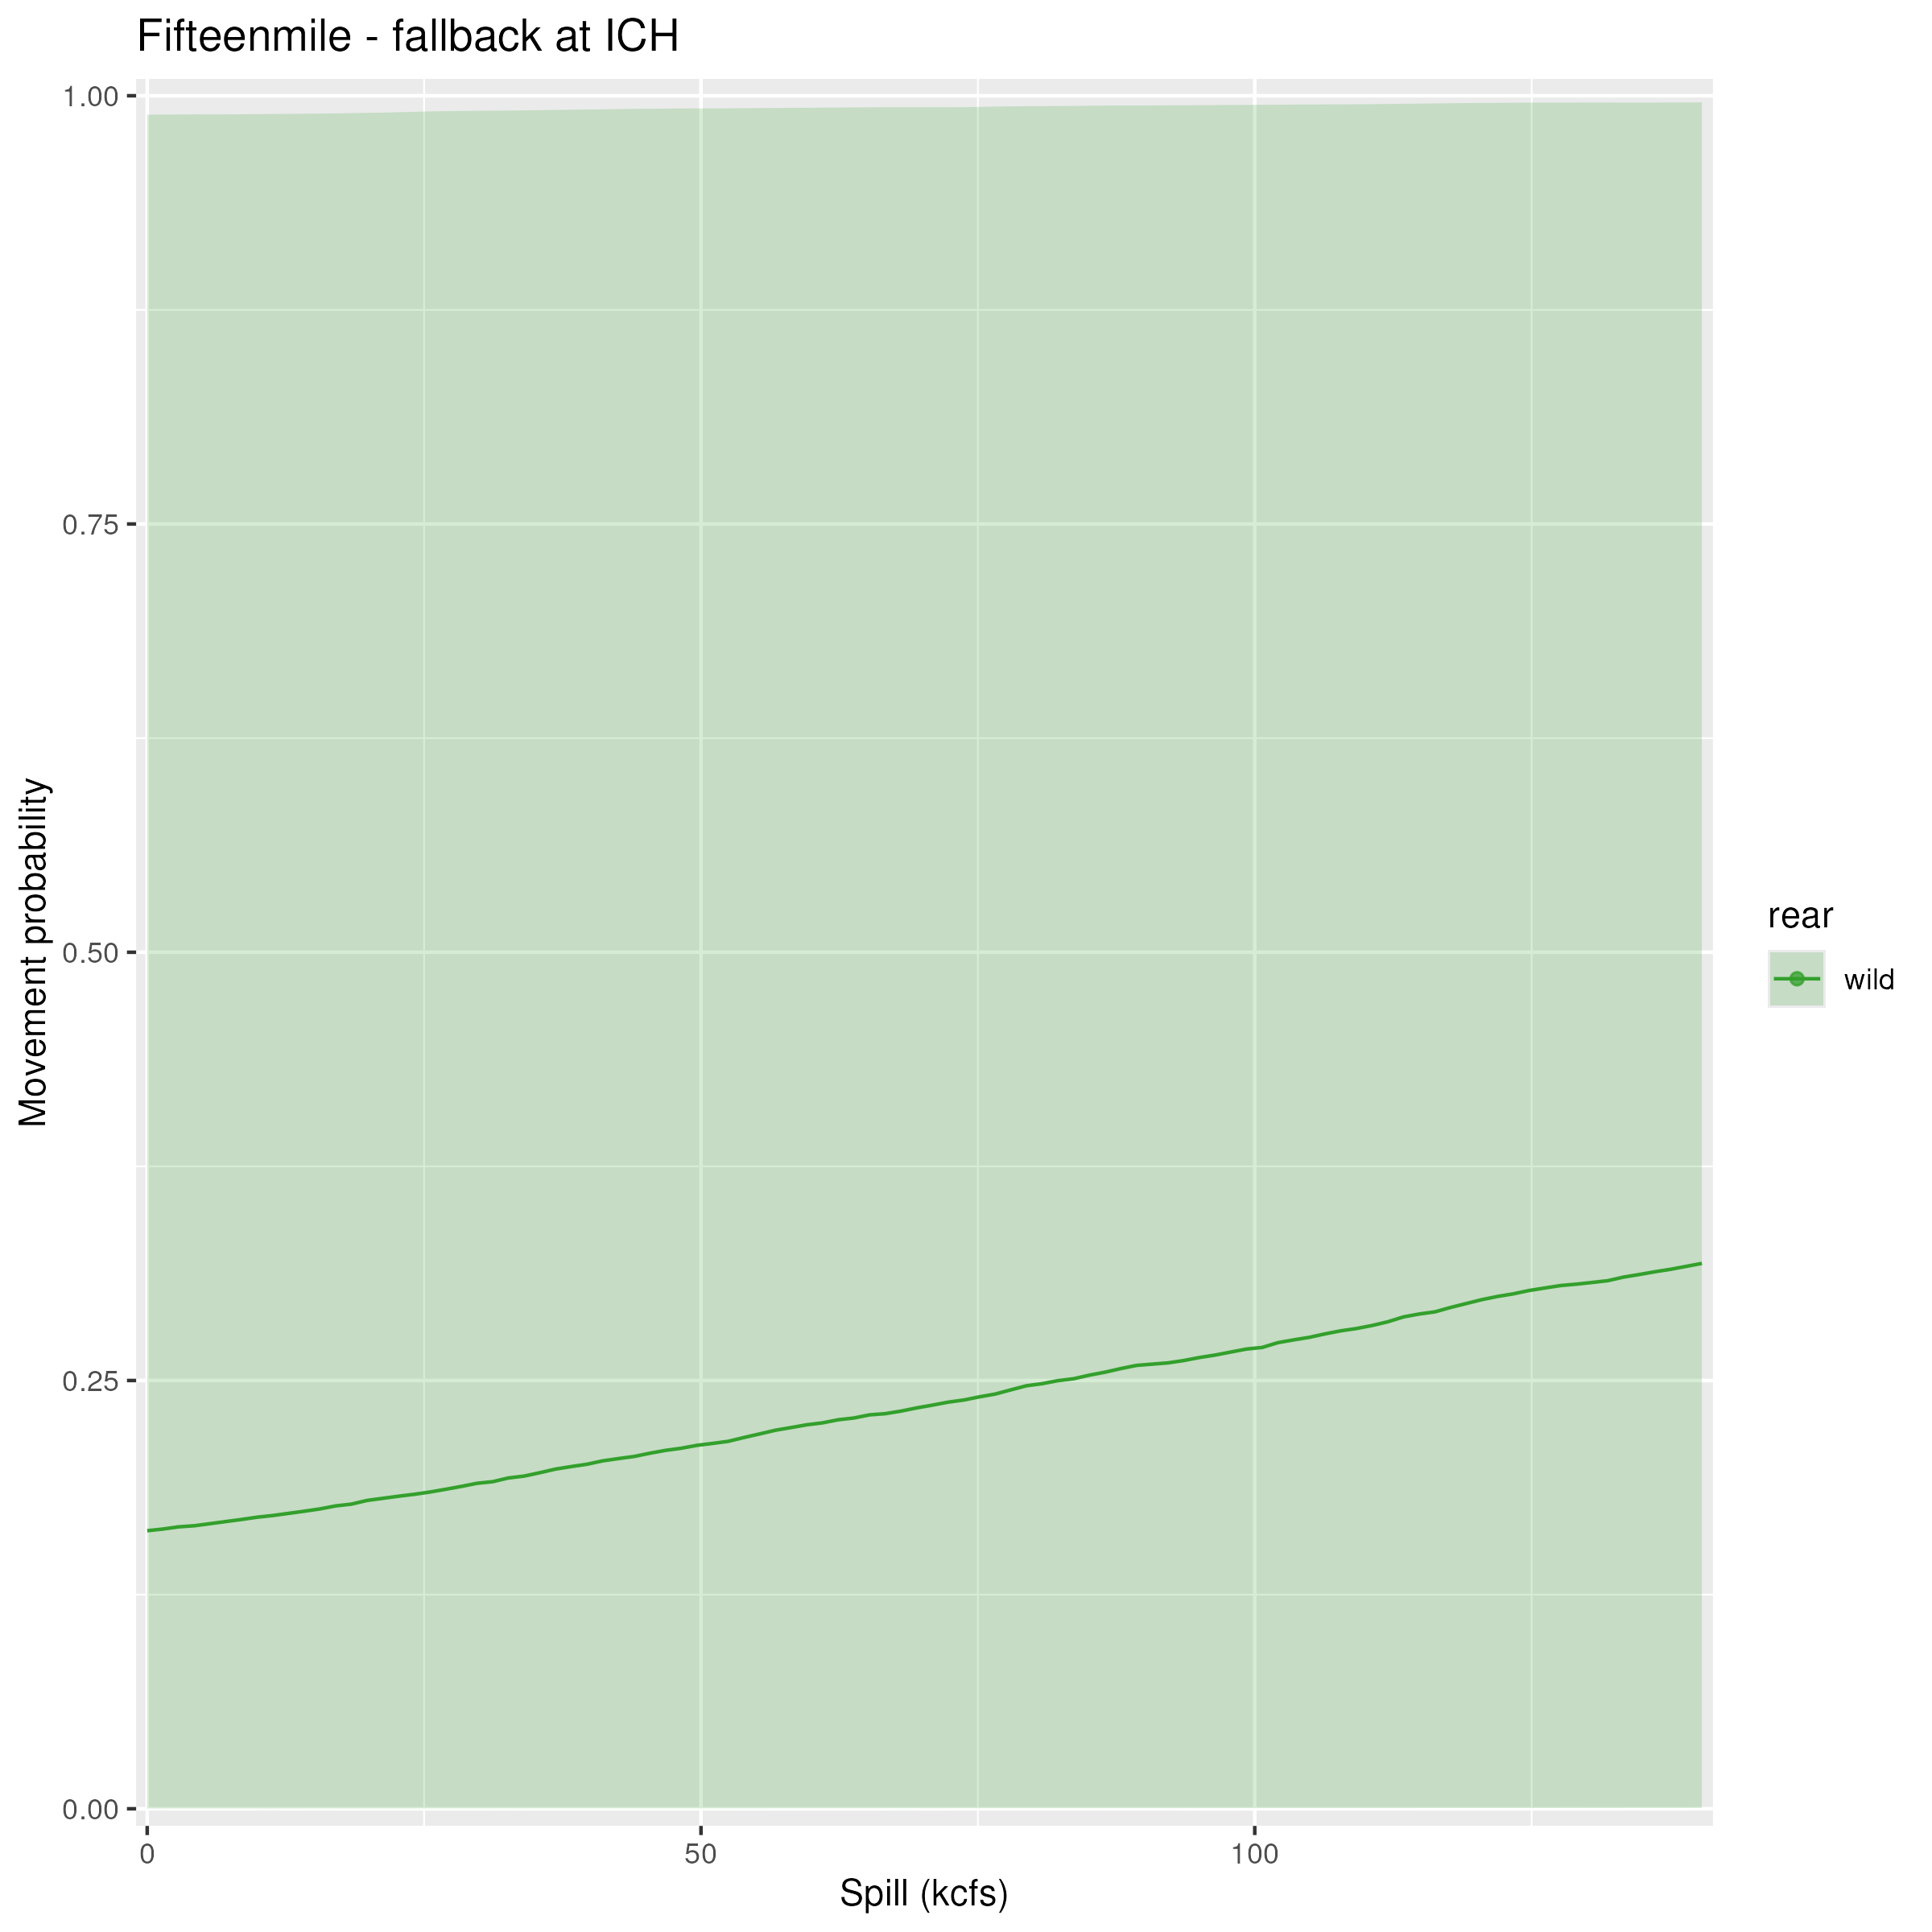 Fifteenmile - fallback at ICH
1.00
0.75
0.50
0.25
0.00
Movement probability
0
50
100
Spill (kcfs)
rear
wild